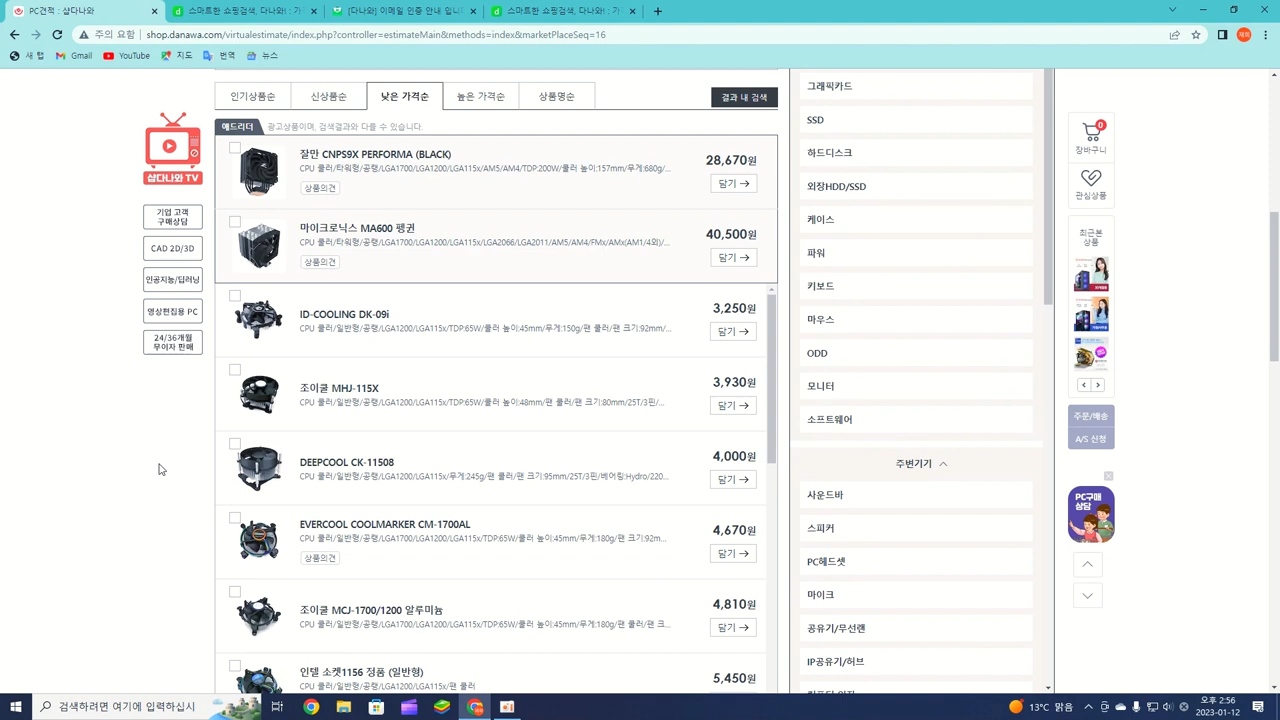 PC견적 : 샵다나와
스마트한 쇼핑검색, 다나와! : 가
[다나와] 이메일 인증 안내 입니다
스마트한 쇼핑검색, 다나와! : 가
주의 요함
shop.danawa.com/virtualestimate/index.php?controller=estimateMain&methods=index&marketPlaceSeq=16
재미
새 탭
Gmail
YouTube
지도
번역
뉴스
샵다나와 TV
기업 고객
구매상담
CAD 2D/3D
인공지능/딥러닝
영상편집용 PC
24/36개월
무이자 판매
인기상품순
신상품순
낮은 가격순
높은 가격순
상품명순
결과 내 검색
애드리더
광고상품이며, 검색결과와 다를 수 있습니다.
잘만 CNPS9X PERFORMA (BLACK)
28,670원
CPU 쿨러/타워형/공랭/LGA1700/LGA1200/LGA115x/AM5/AM4/TDP:200W/쿨러 높이:157mm/무게:680g/...
상품의견
담기
마이크로닉스 MA600 펭귄
40,500원
CPU 쿨러/타워형/공랭/LGA1700/LGA1200/LGA115x/LGA2066/LGA2011/AM5/AM4/FMx/AMx(AM1/4외)/...
상품의견
담기
ID-COOLING DK-09i
3,250원
CPU 쿨러/일반형/공랭/LGA1200/LGA115x/TDP:65W/쿨러 높이:45mm/무게:150g/팬 쿨러/팬 크기:92mm/...
담기
조이쿨 MHJ-115X
3,930원
CPU 쿨러/일반형/공랭/LGA1200/LGA115x/TDP:65W/쿨러 높이:48mm/팬 쿨러/팬 크기:80mm/25T/3핀/...
담기
DEEPCOOL CK-11508
4,000원
CPU 쿨러/일반형/공랭/LGA1200/LGA115x/무게:245g/팬 쿨러/팬 크기:95mm/25T/3핀/베어링:Hydro/220...
담기
EVERCOOL COOLMARKER CM-1700AL
4,670원
CPU 쿨러/일반형/공랭/LGA1700/LGA1200/LGA115x/TDP:65W/쿨러 높이:45mm/무게:180g/팬 크기:92m...
상품의견
담기
조이쿨 MCJ-1700/1200 알루미늄
4,810원
CPU 쿨러/일반형/공랭/LGA1700/LGA1200/LGA115x/TDP:65W/쿨러 높이:45mm/무게:180g/팬 쿨러/팬 크...
담기
인텔 소켓1156 정품 (일반형)
5,450원
CPU 쿨러/일반형/공랭/LGA1200/LGA115x/팬 쿨러
그래픽카드
SSD
하드디스크
외장HDD/SSD
케이스
파워
키보드
마우스
ODD
모니터
소프트웨어
주변기기
사운드바
스피커
PC헤드셋
마이크
공유기/무선랜
IP공유기/허브
0
장바구니
관심상품
최근본
상품
주문/배송
A/S 신청
PC구매
상담
검색하려면 여기에 입력하십시
13°C 맑음
오후 2:56
2023-01-12